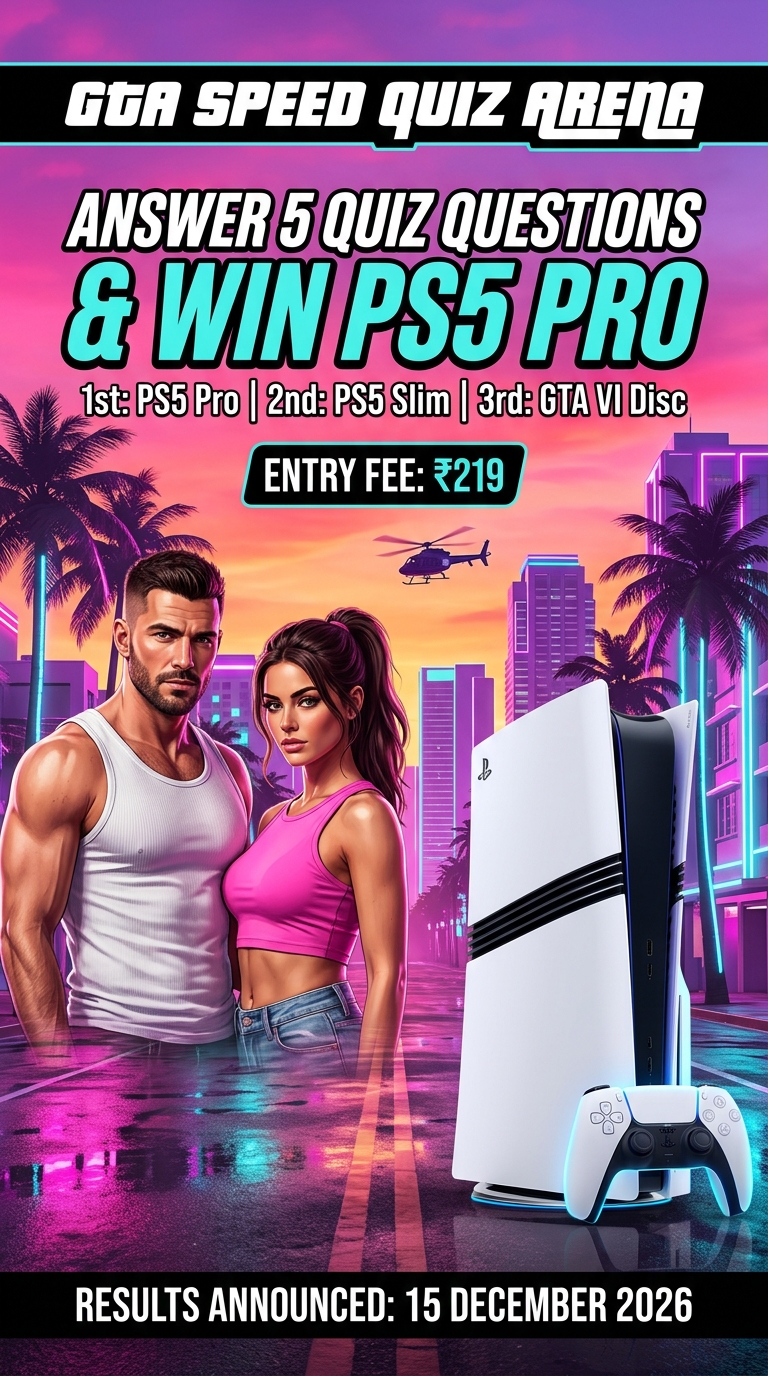 GTA SPEED QUIZ ARENA
ANSWER 5 QUIZ QUESTIONS
& WIN PS5 PRO
1st: PS5 Pro | 2nd: PS5 Slim | 3rd: GTA VI Disc
ENTRY FEE: ₹219
RESULTS ANNOUNCED: 15 DECEMBER 2026